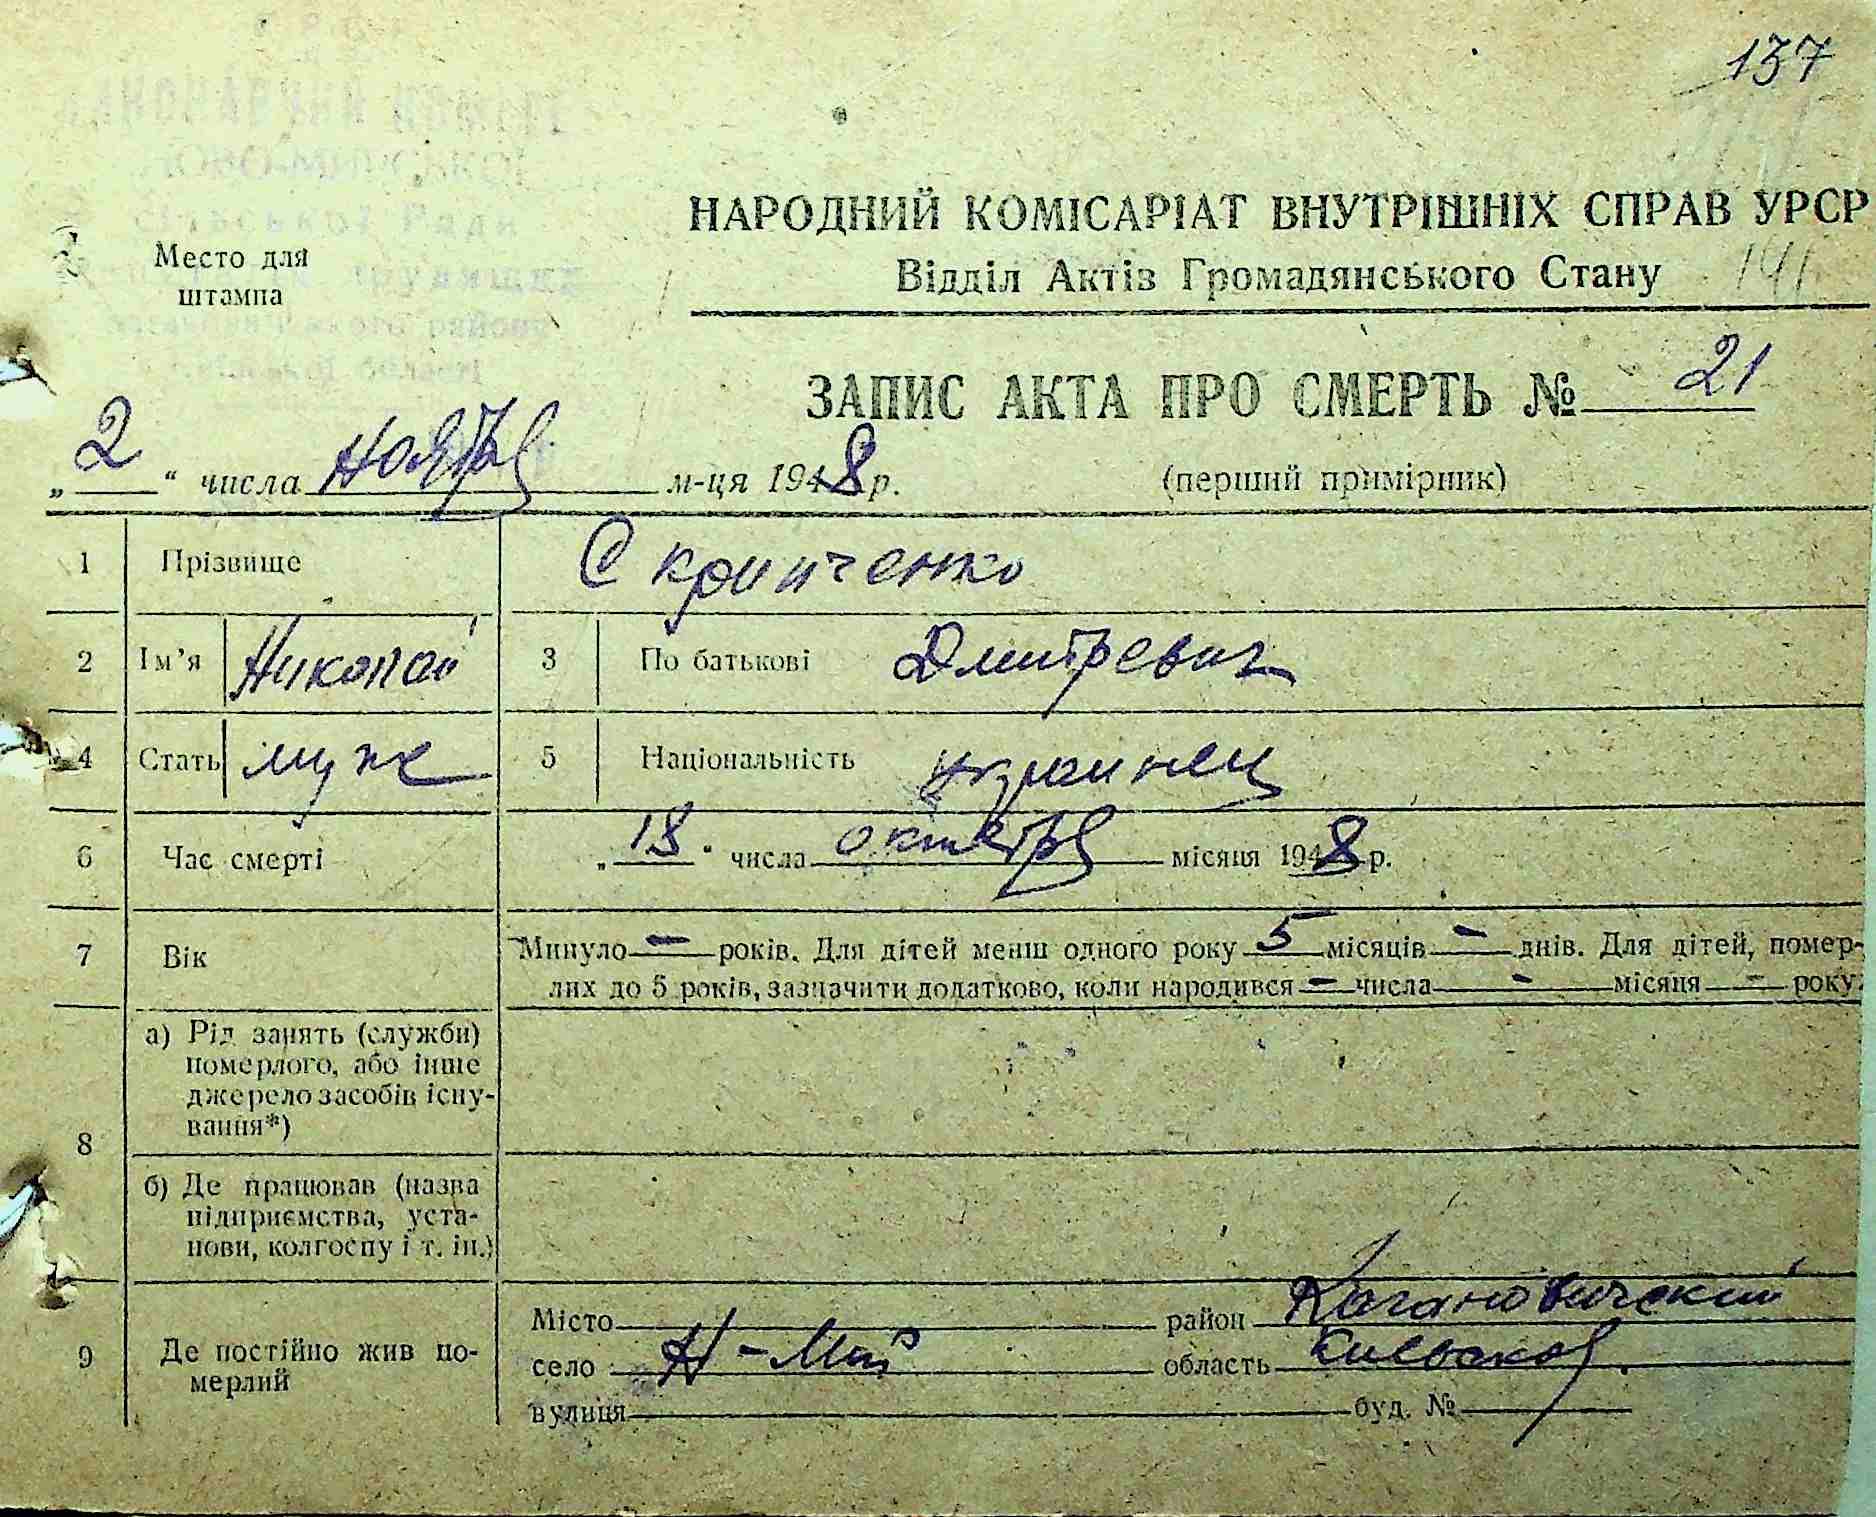 137
НАРОДНИЙ КОМІСАРІАТ ВНУТРІШНІХ СПРАВ УРСР
Место для
штампа
Відділ Актів Громадянського Стану
141
ЗАПИС АКТА ПРО СМЕРТЬ № 21
„ 2 “ числа ноября м-ця 1948 р.
(перший примірник)
1 Прізвище Скрипченко
2 Ім’я Николай 3 По батькові Дмитревич
4 Стать муж 5 Національність украинец
6 Час смерті „ 18 “ числа октября місяця 1948 р.
7 Вік Минуло - років. Для дітей менш одного року 5 місяців - днів. Для дітей, помер-
лих до 5 років, зазначити додатково, коли народився - числа - місяця - року
8 а) Рід занять (служби)
померлого, або інше
джерело засобів існу-
вання*)
б) Де працював (назва
підприємства, уста-
нови, колгоспу і т. ін.)
9 Де постійно жив по-
мерлий
Місто район Кагановичский
село Н-Мир область Киевская
вулиця буд. №